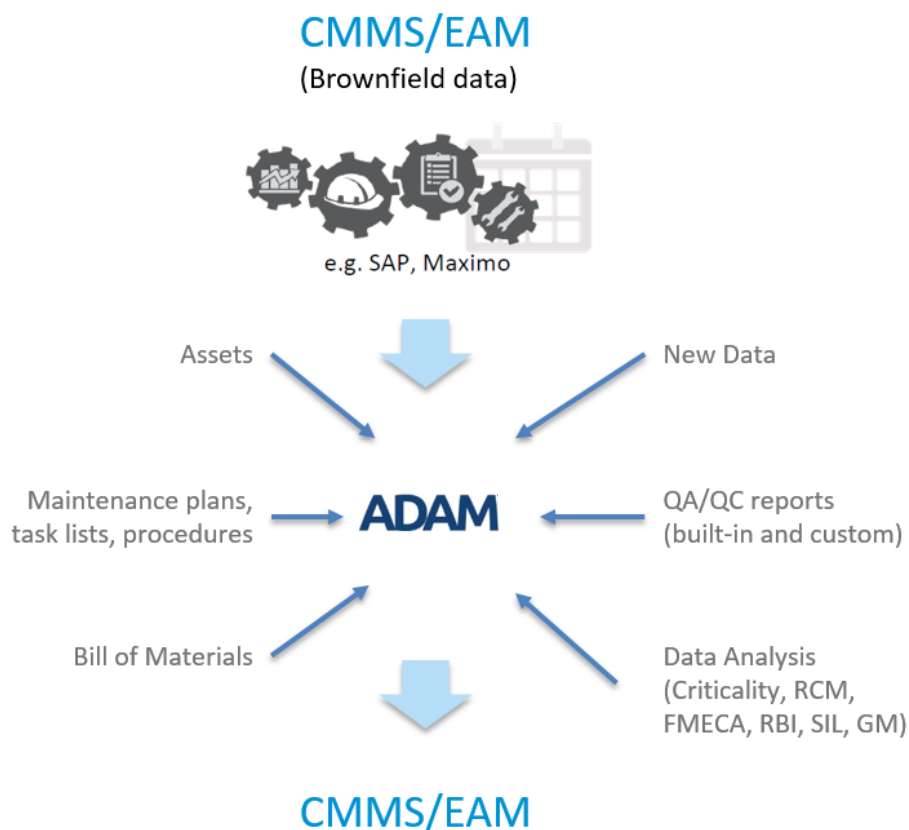 CMMS/EAM
(Brownfield data)
e.g. SAP, Maximo
Assets
New Data
Maintenance plans,
task lists, procedures
ADAM
QA/QC reports
(built-in and custom)
Bill of Materials
Data Analysis
(Criticality, RCM,
FMECA, RBI, SIL, GM)
CMMS/EAM